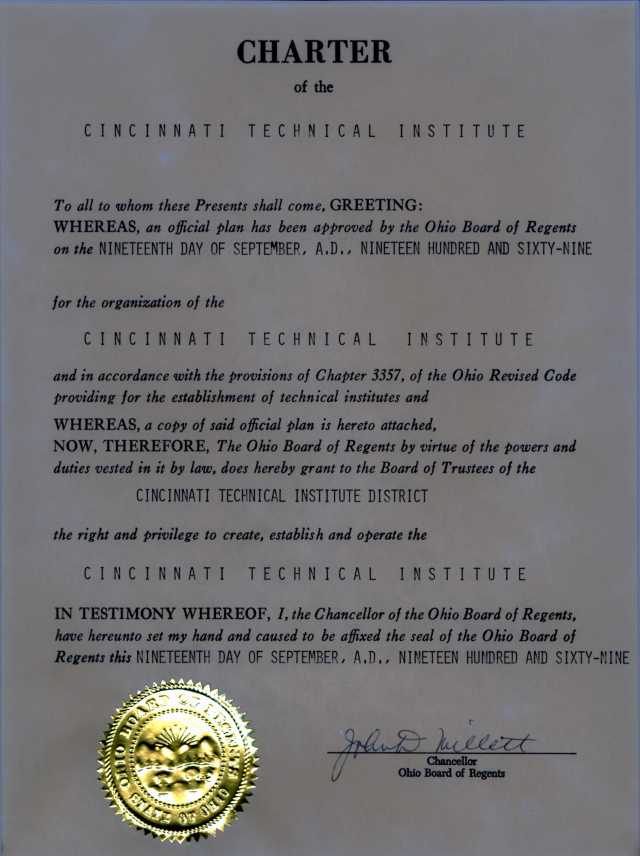 CHARTER
of the
CINCINNATI TECHNICAL INSTITUTE
To all to whom these Presents shall come, GREETING:
WHEREAS, an official plan has been approved by the Ohio Board of Regents
on the NINETEENTH DAY OF SEPTEMBER, A.D., NINETEEN HUNDRED AND SIXTY-NINE
for the organization of the
CINCINNATI TECHNICAL INSTITUTE
and in accordance with the provisions of Chapter 3357, of the Ohio Revised Code
providing for the establishment of technical institutes and
WHEREAS, a copy of said official plan is hereto attached,
NOW, THEREFORE, The Ohio Board of Regents by virtue of the powers and
duties vested in it by law, does hereby grant to the Board of Trustees of the
CINCINNATI TECHNICAL INSTITUTE DISTRICT
the right and privilege to create, establish and operate the
CINCINNATI TECHNICAL INSTITUTE
IN TESTIMONY WHEREOF, I, the Chancellor of the Ohio Board of Regents,
have hereunto set my hand and caused to be affixed the seal of the Ohio Board of
Regents this NINETEENTH DAY OF SEPTEMBER, A.D., NINETEEN HUNDRED AND SIXTY-NINE
OHIO BOARD OF REGENTS
STATE OF OHIO
John D Millett
Chancellor
Ohio Board of Regents